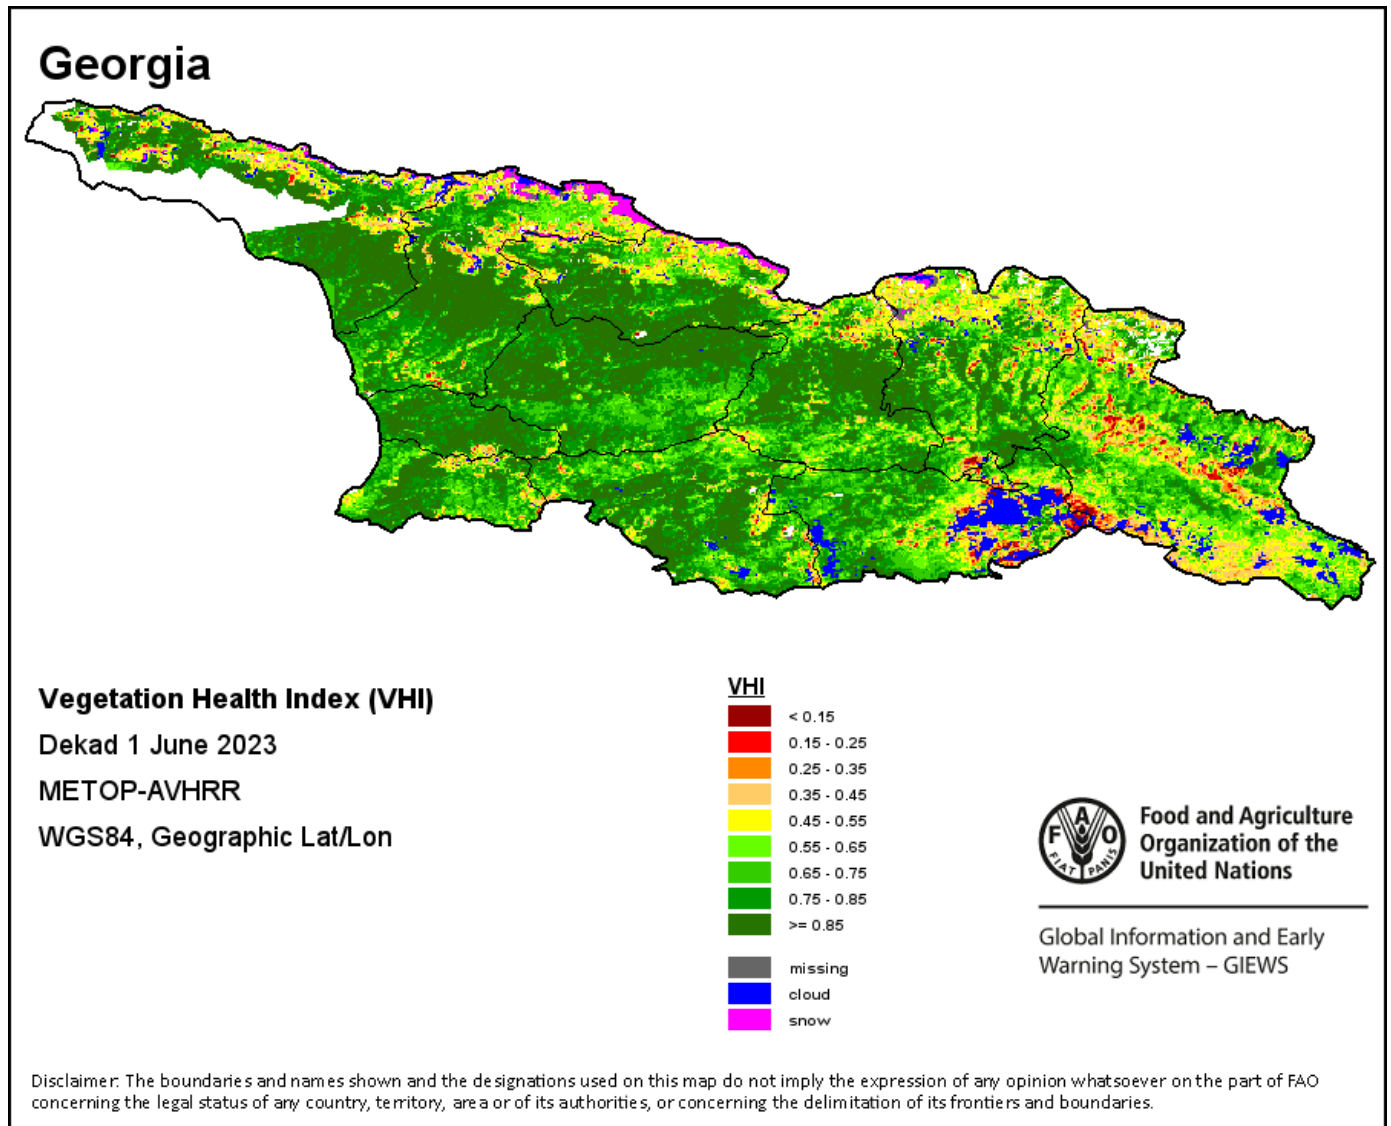 Georgia
Vegetation Health Index (VHI)
Dekad 1 June 2023
METOP-AVHRR
WGS84, Geographic Lat/Lon
VHI
< 0.15
0.15 - 0.25
0.25 - 0.35
0.35 - 0.45
0.45 - 0.55
0.55 - 0.65
0.65 - 0.75
0.75 - 0.85
>= 0.85
missing
cloud
snow
F A O
FIAT PANIS
Food and Agriculture
Organization of the
United Nations
Global Information and Early
Warning System – GIEWS
Disclaimer: The boundaries and names shown and the designations used on this map do not imply the expression of any opinion whatsoever on the part of FAO
concerning the legal status of any country, territory, area or of its authorities, or concerning the delimitation of its frontiers and boundaries.